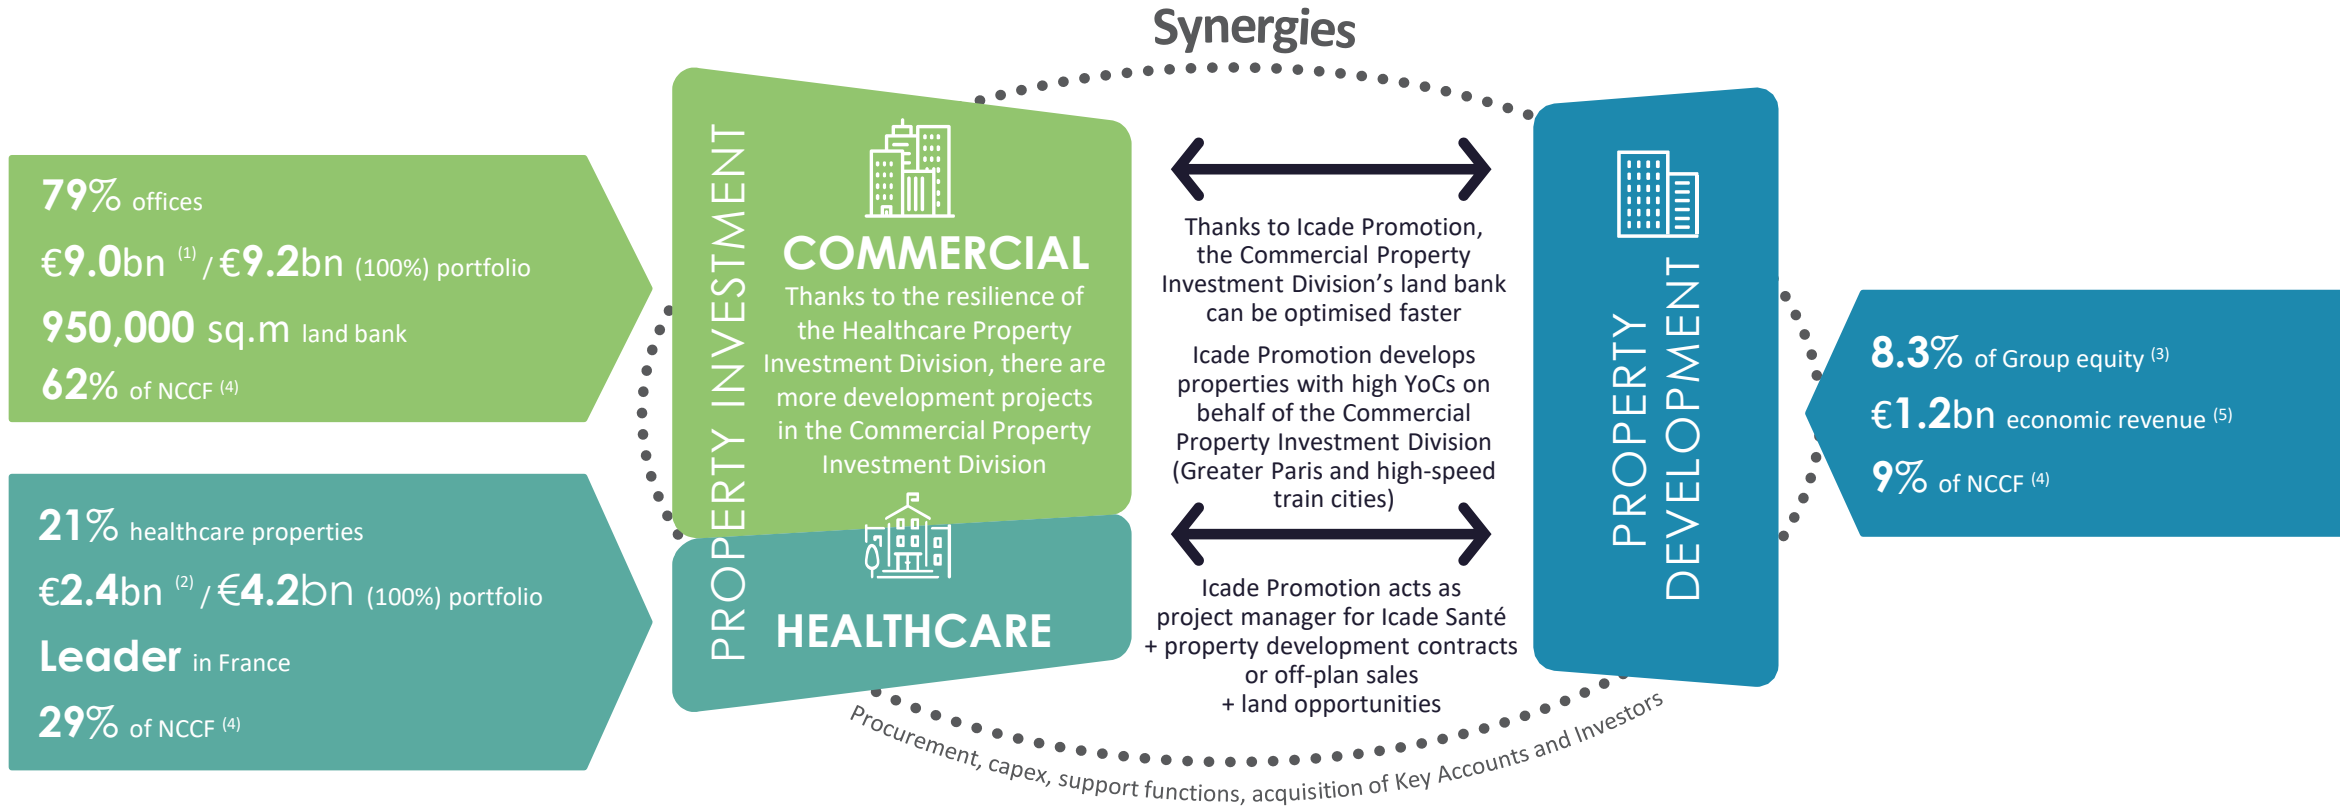 Synergies
79% offices
€9.0bn (1) / €9.2bn (100%) portfolio
950,000 sq.m land bank
62% of NCCF (4)
21% healthcare properties
€2.4bn (2) / €4.2bn (100%) portfolio
Leader in France
29% of NCCF (4)
PROPERTY INVESTMENT
COMMERCIAL
Thanks to the resilience of
the Healthcare Property
Investment Division, there are
more development projects
in the Commercial Property
Investment Division
HEALTHCARE
Thanks to Icade Promotion,
the Commercial Property
Investment Division’s land bank
can be optimised faster
Icade Promotion develops
properties with high YoCs on
behalf of the Commercial
Property Investment Division
(Greater Paris and high-speed
train cities)
Icade Promotion acts as
project manager for Icade Santé
+ property development contracts
or off-plan sales
+ land opportunities
PROPERTY
DEVELOPMENT
8.3% of Group equity (3)
€1.2bn economic revenue (5)
9% of NCCF (4)
Procurement, capex, support functions, acquisition of Key Accounts and Investors